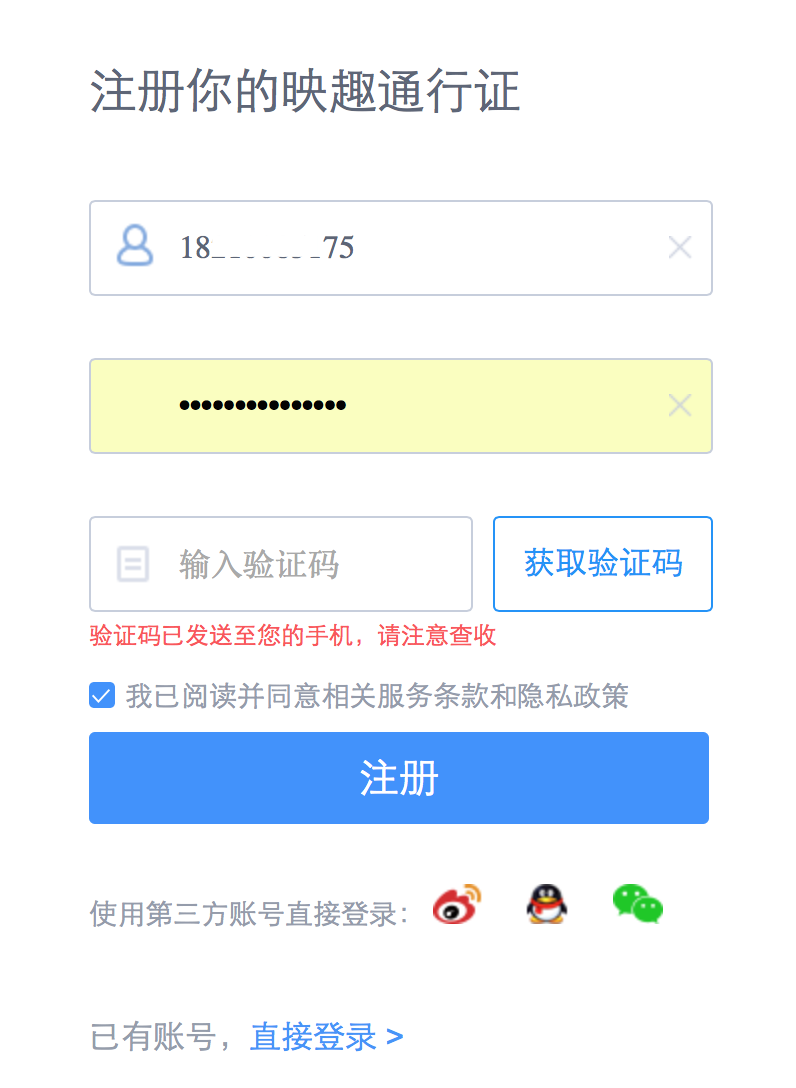 注册你的映趣通行证
18 75
•••••••••••••••
输入验证码
获取验证码
验证码已发送至您的手机，请注意查收
我已阅读并同意相关服务条款和隐私政策
注册
使用第三方账号直接登录：
已有账号，直接登录 >